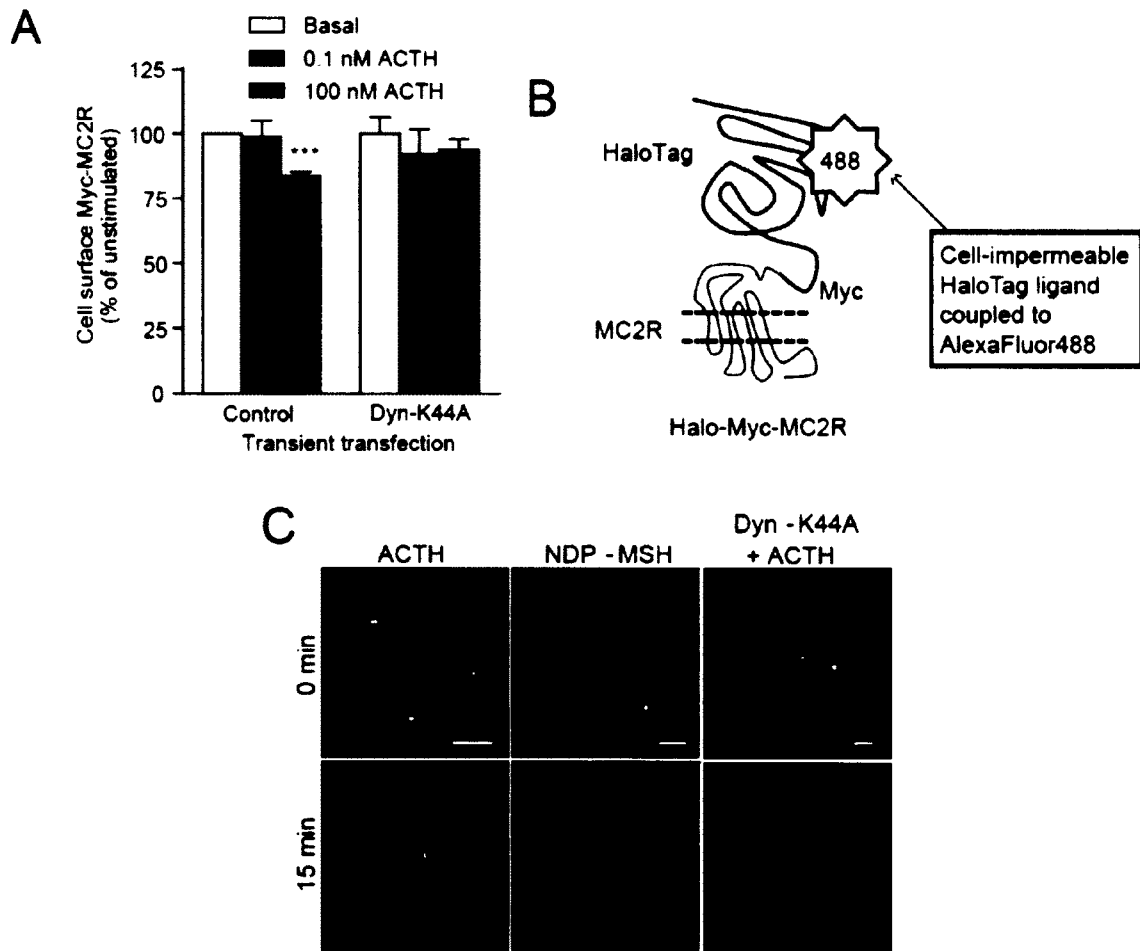 A
Basal
0.1 nM ACTH
100 nM ACTH
Cell surface Myc-MC2R
(% of unstimulated)
125
100
75
50
25
0
***
Control
Dyn-K44A
Transient transfection
B
HaloTag
488
Myc
MC2R
Halo-Myc-MC2R
Cell-impermeable
HaloTag ligand
coupled to
AlexaFluor488
C
ACTH
NDP - MSH
Dyn - K44A
+ ACTH
0 min
15 min